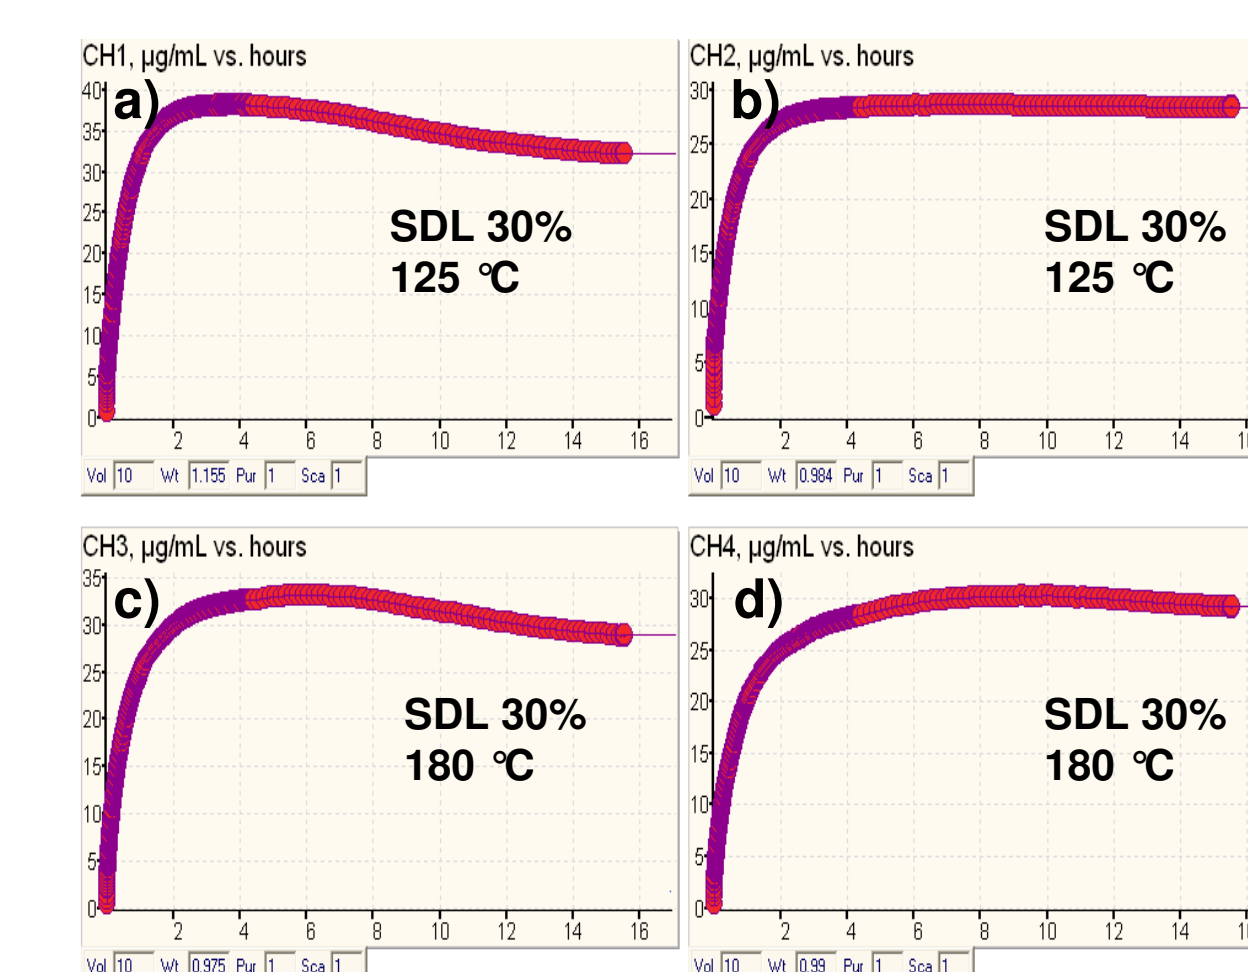 CH1, µg/mL vs. hours
a)
40
35
30
25
20
15
10
5
0
SDL 30%
125 °C
2 4 6 8 10 12 14 16
Vol 10 Wt 1.155 Pur 1 Sca 1
CH2, µg/mL vs. hours
b)
30
25
20
15
10
5
0
SDL 30%
125 °C
2 4 6 8 10 12 14
Vol 10 Wt 0.984 Pur 1 Sca 1
CH3, µg/mL vs. hours
c)
35
30
25
20
15
10
5
0
SDL 30%
180 °C
2 4 6 8 10 12 14 16
Vol 10 Wt 0.975 Pur 1 Sca 1
CH4, µg/mL vs. hours
d)
30
25
20
15
10
5
0
SDL 30%
180 °C
2 4 6 8 10 12 14
Vol 10 Wt 0.99 Pur 1 Sca 1